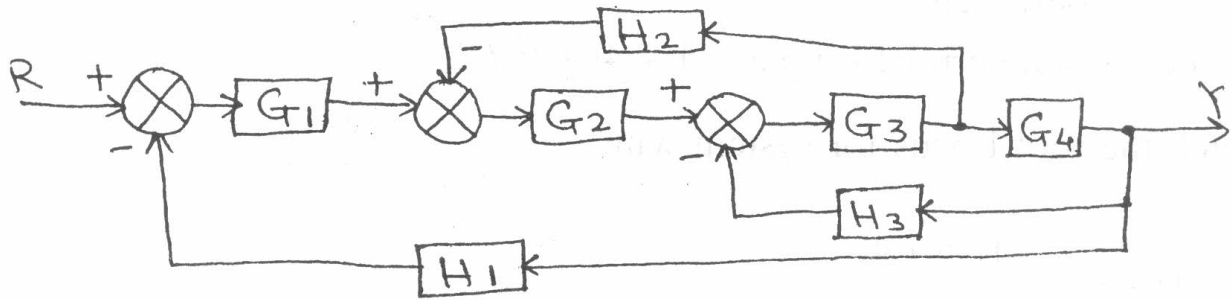 H2
-
R + G1 + G2 + G3 G4 Y
- -
H3
H1